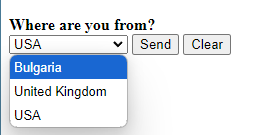 Where are you from?
USA Send Clear
Bulgaria
United Kingdom
USA